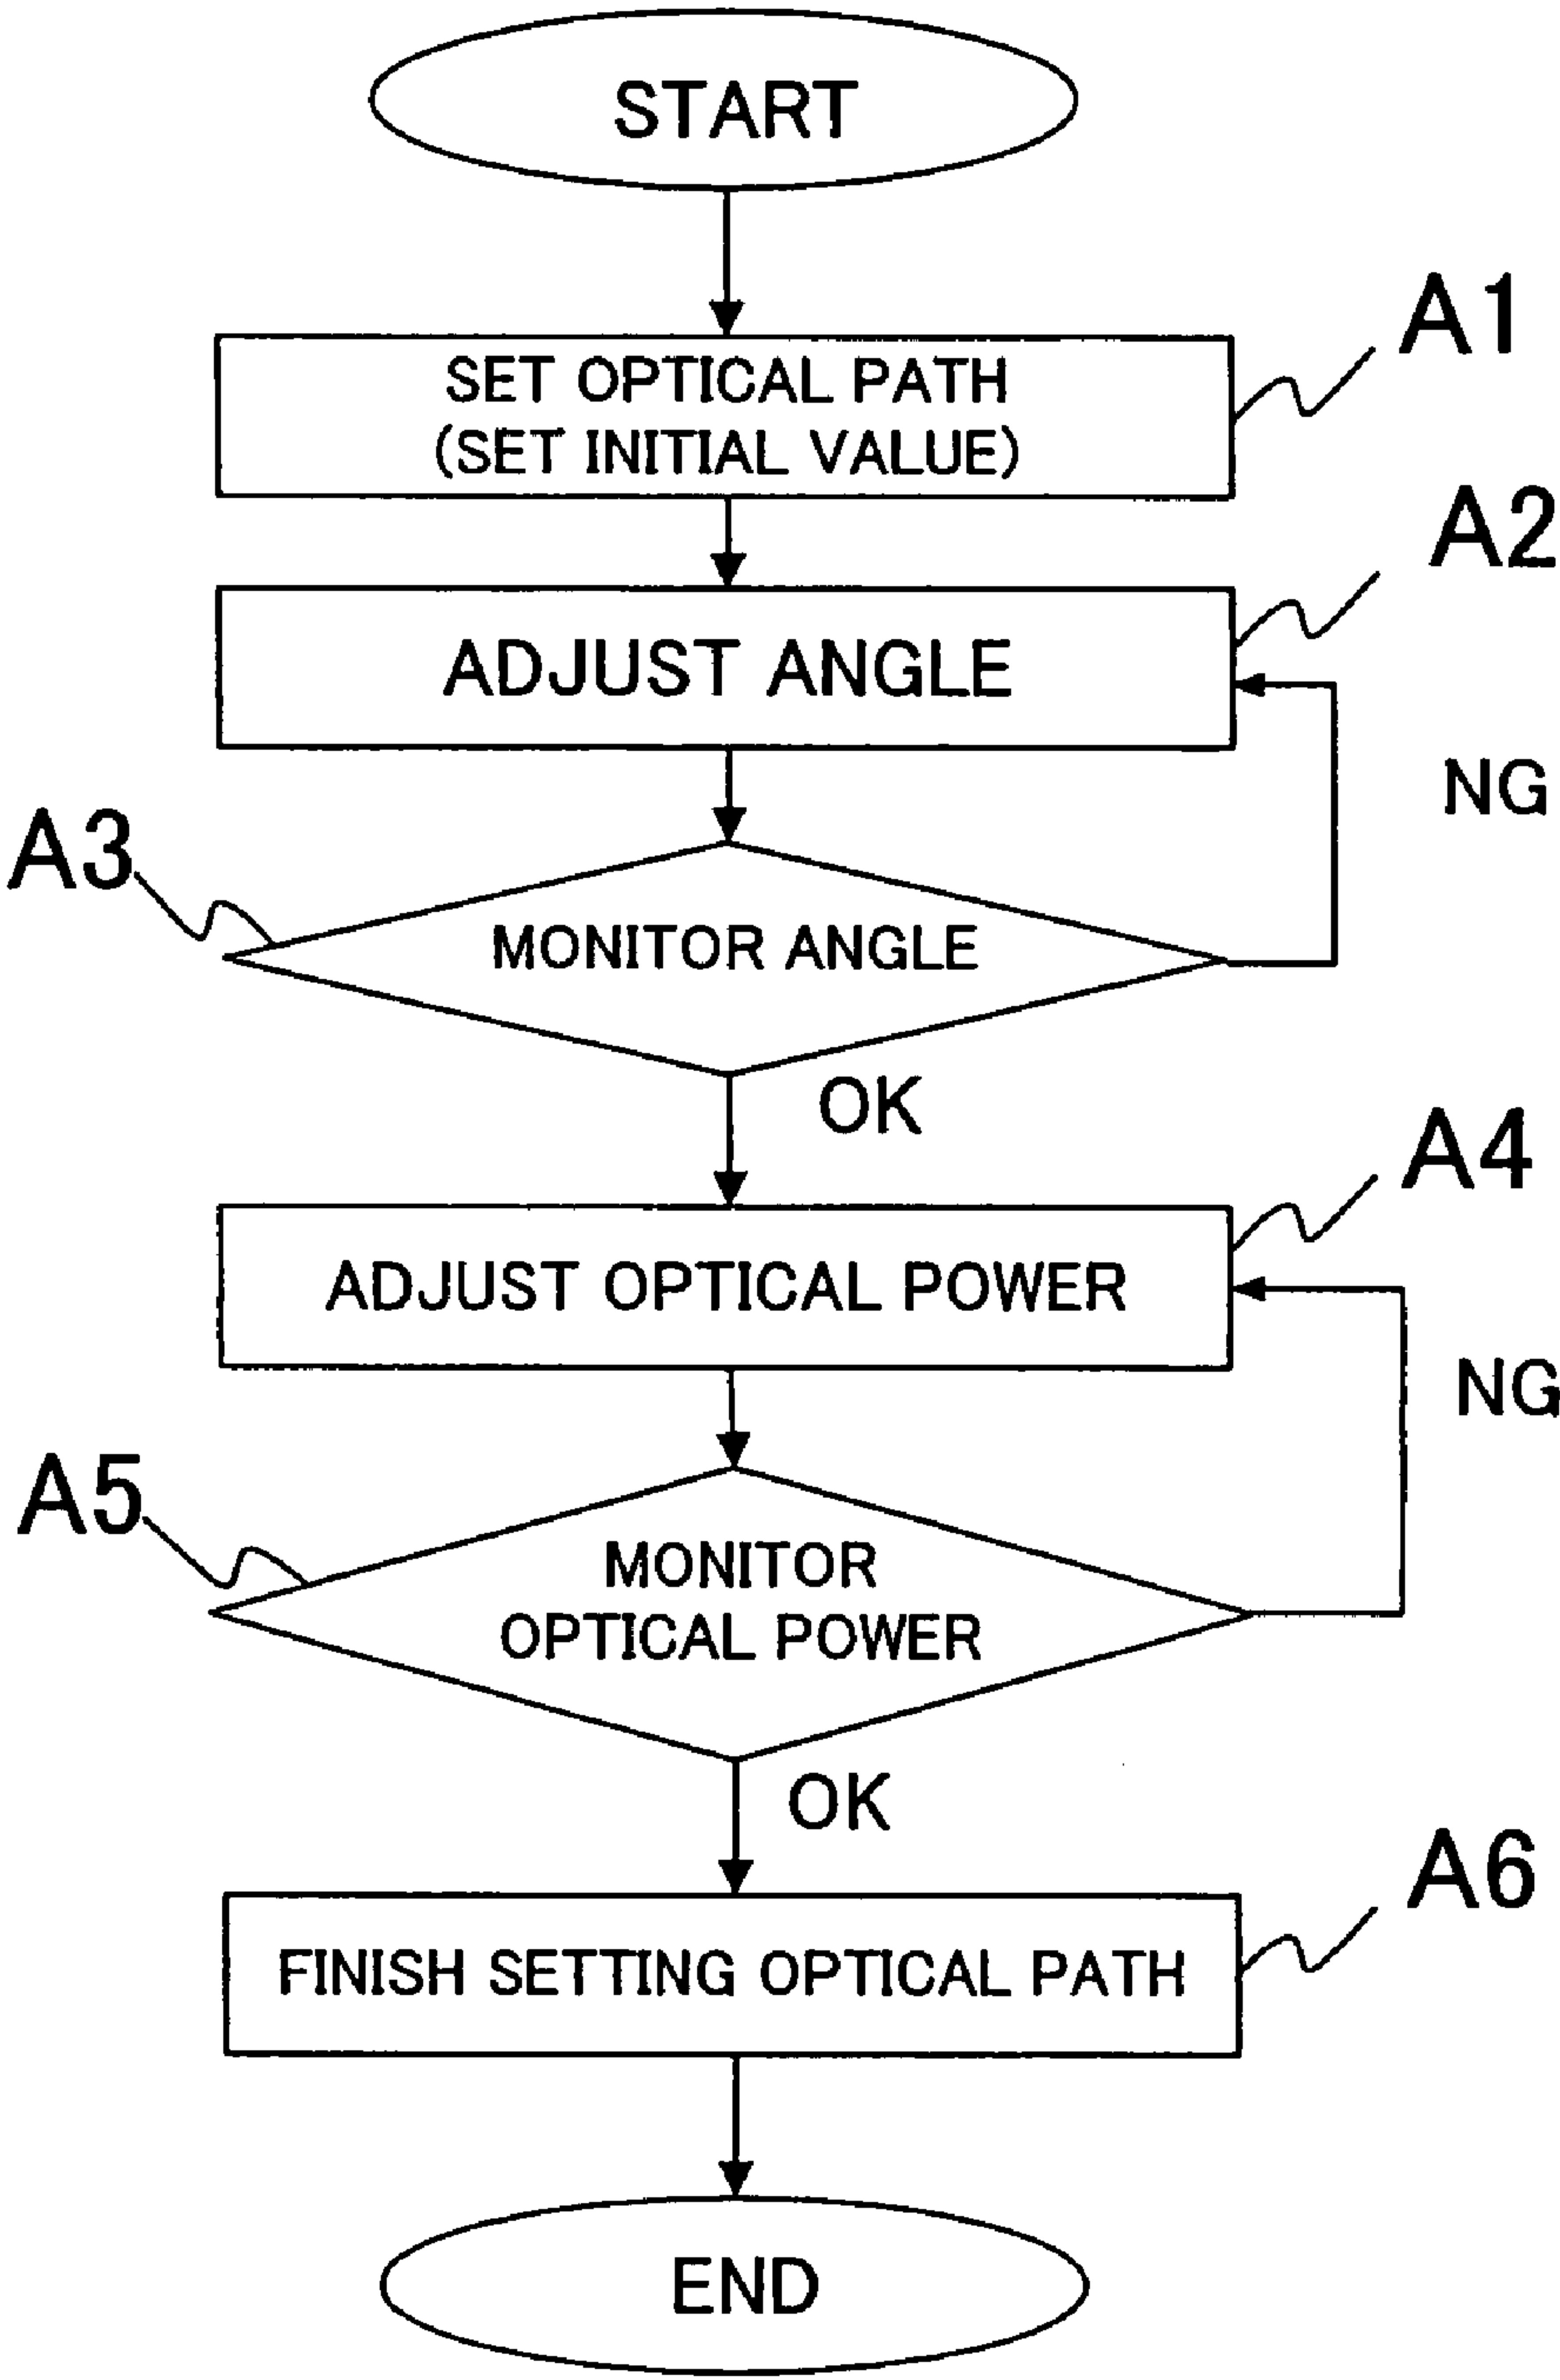 START
A1
SET OPTICAL PATH
(SET INITIAL VALUE)
A2
ADJUST ANGLE
NG
A3
MONITOR ANGLE
OK
A4
ADJUST OPTICAL POWER
NG
A5
MONITOR
OPTICAL POWER
OK
A6
FINISH SETTING OPTICAL PATH
END